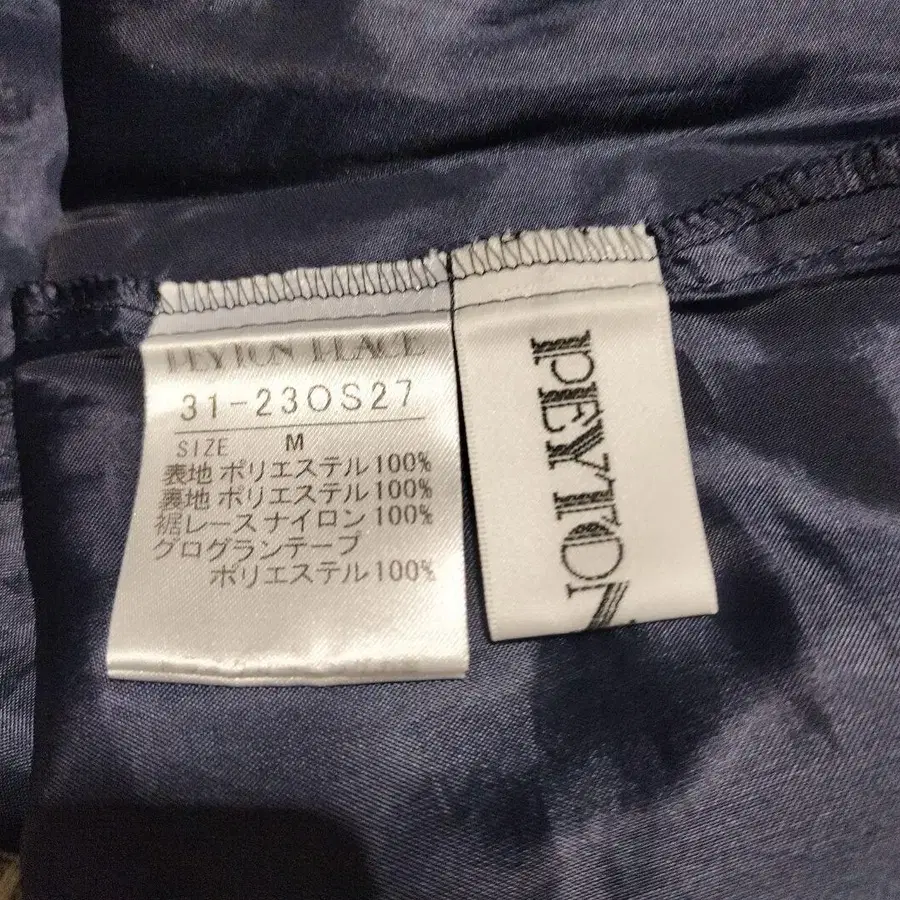 PEYTON PLACE
31-230S27
SIZE M
表地 ポリエステル100%
裏地 ポリエステル100%
裾レース ナイロン100%
グログランテープ
ポリエステル100%
PEYTON